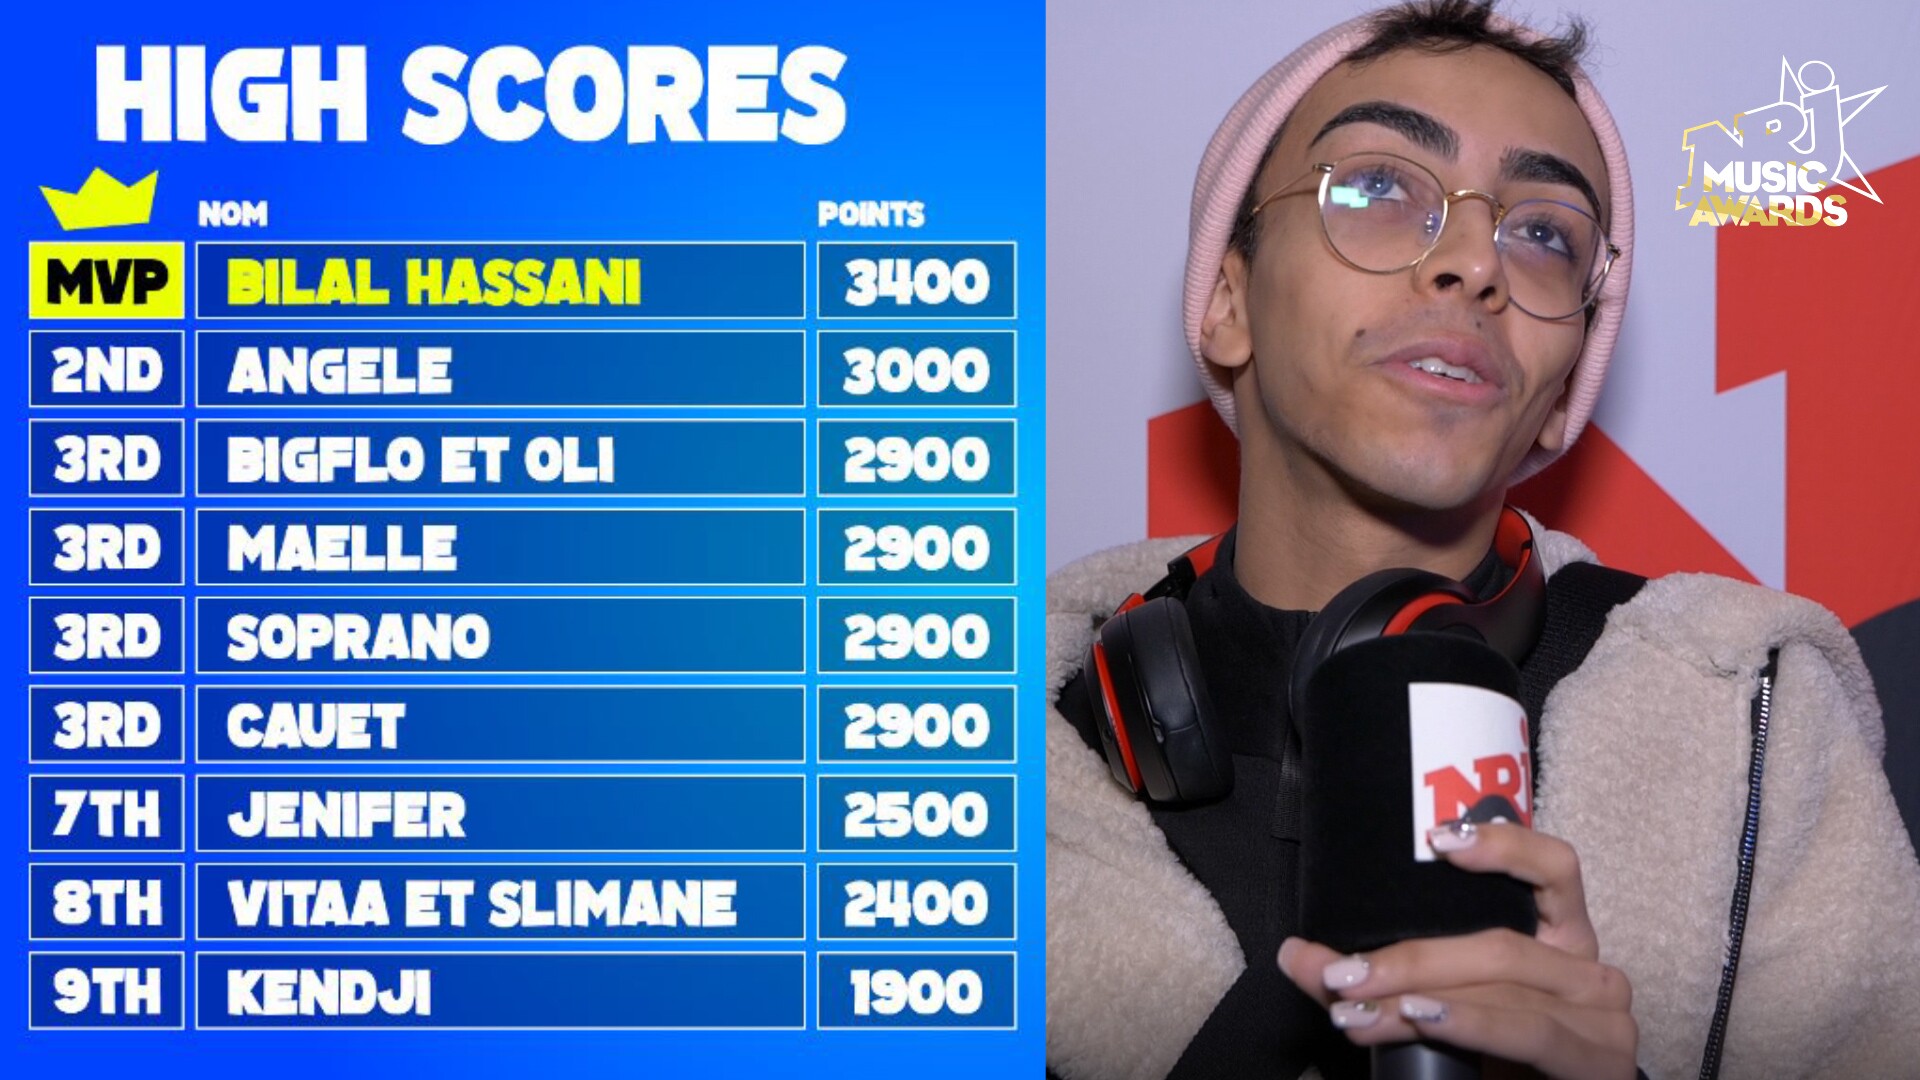 HIGH SCORES
NOM POINTS
MVP BILAL HASSANI 3400
2ND ANGELE 3000
3RD BIGFLO ET OLI 2900
3RD MAELLE 2900
3RD SOPRANO 2900
3RD CAUET 2900
7TH JENIFER 2500
8TH VITAA ET SLIMANE 2400
9TH KENDJI 1900
NRJ
MUSIC
AWARDS
NRJ